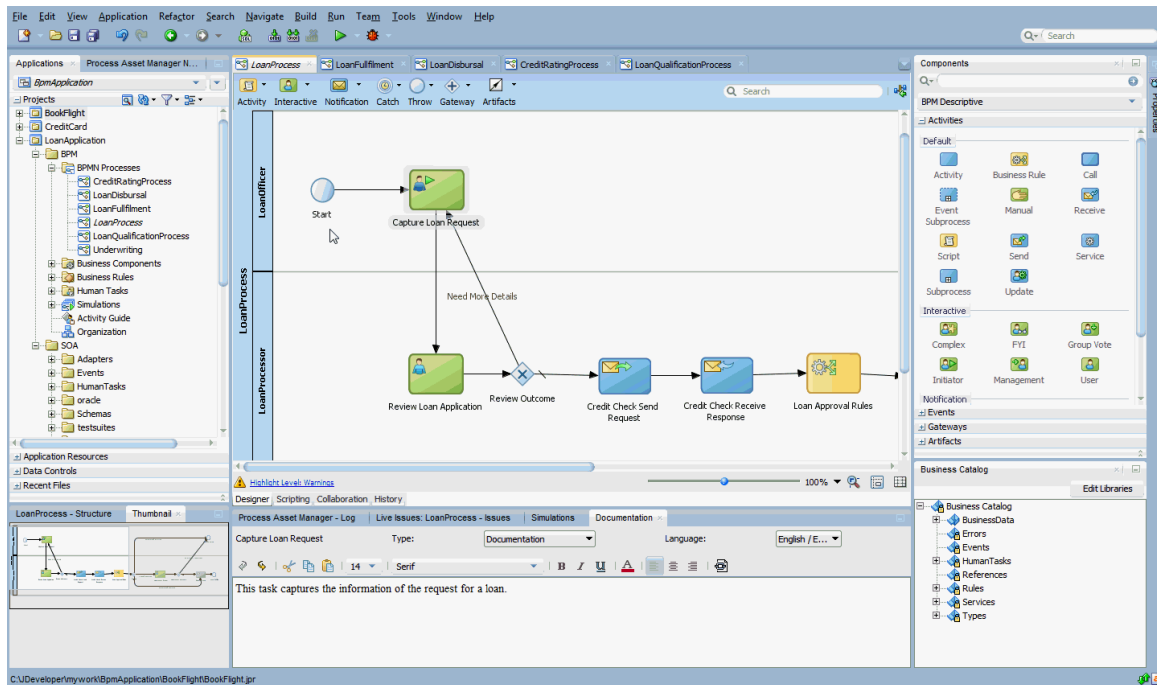 File Edit View Application Refactor Search Navigate Build Run Team Tools Window Help
Search
Applications Process Asset Manager N...
BpmApplication
Projects
BookFlight
CreditCard
LoanApplication
BPM
BPMN Processes
CreditRatingProcess
LoanDisbursal
LoanFullfilment
LoanProcess
LoanQualificationProcess
Underwriting
Business Components
Business Rules
Human Tasks
Simulations
Activity Guide
Organization
SOA
Adapters
Events
HumanTasks
oracle
Schemas
testsuites
Application Resources
Data Controls
Recent Files
LoanProcess - Structure Thumbnail
LoanProcess LoanFullfilment LoanDisbursal CreditRatingProcess LoanQualificationProcess
Activity Interactive Notification Catch Throw Gateway Artifacts
Search
LoanProcess
LoanOfficer
Start
Capture Loan Request
Need More Details
LoanProcessor
Review Loan Application
Review Outcome
Credit Check Send
Request
Credit Check Receive
Response
Loan Approval Rules
Highlight Level: Warnings
100%
Designer Scripting Collaboration History
Process Asset Manager - Log Live Issues: LoanProcess - Issues Simulations Documentation
Capture Loan Request Type: Documentation Language: English / E...
14 Serif B I U A
This task captures the information of the request for a loan.
Components
BPM Descriptive
Activities
Default
Activity Business Rule Call
Event
Subprocess
Manual Receive
Script Send Service
Subprocess Update
Interactive
Complex FYI Group Vote
Initiator Management User
Notification
Events
Gateways
Artifacts
Business Catalog
Edit Libraries
Business Catalog
BusinessData
Errors
Events
HumanTasks
References
Rules
Services
Types
C:\JDeveloper\mywork\BpmApplication\BookFlight\BookFlight.jpr